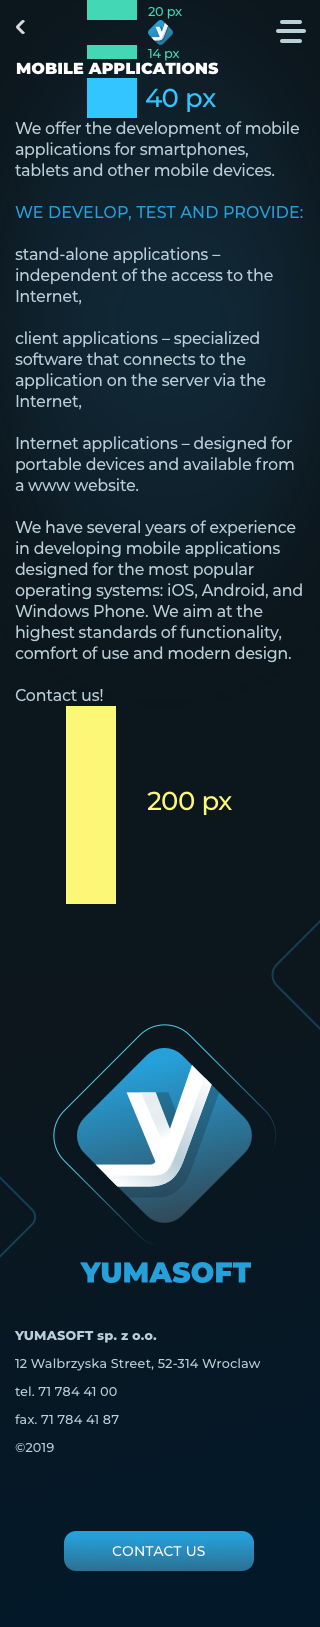 20 px
14 px
MOBILE APPLICATIONS
40 px
We offer the development of mobile
applications for smartphones,
tablets and other mobile devices.
WE DEVELOP, TEST AND PROVIDE:
stand-alone applications –
independent of the access to the
Internet,
client applications – specialized
software that connects to the
application on the server via the
Internet,
Internet applications – designed for
portable devices and available from
a www website.
We have several years of experience
in developing mobile applications
designed for the most popular
operating systems: iOS, Android, and
Windows Phone. We aim at the
highest standards of functionality,
comfort of use and modern design.
Contact us!
200 px
y
YUMASOFT
YUMASOFT sp. z o.o.
12 Walbrzyska Street, 52-314 Wroclaw
tel. 71 784 41 00
fax. 71 784 41 87
©2019
CONTACT US